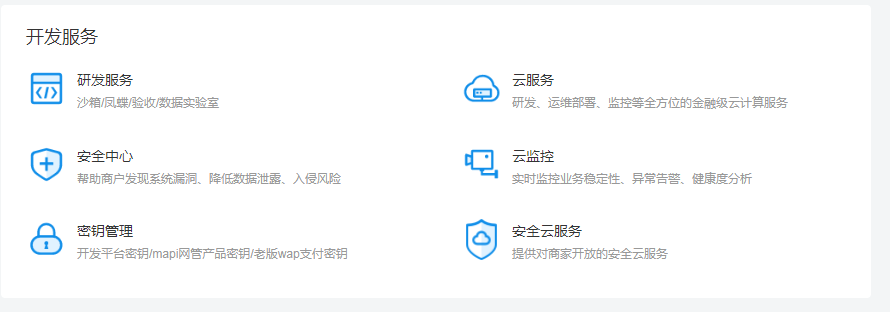 开发服务
研发服务
沙箱/凤蝶/验收/数据实验室
云服务
研发、运维部署、监控等全方位的金融级云计算服务
安全中心
帮助商户发现系统漏洞、降低数据泄露、入侵风险
云监控
实时监控业务稳定性、异常告警、健康度分析
密钥管理
开发平台密钥/mapi网管产品密钥/老版wap支付密钥
安全云服务
提供对商家开放的安全云服务